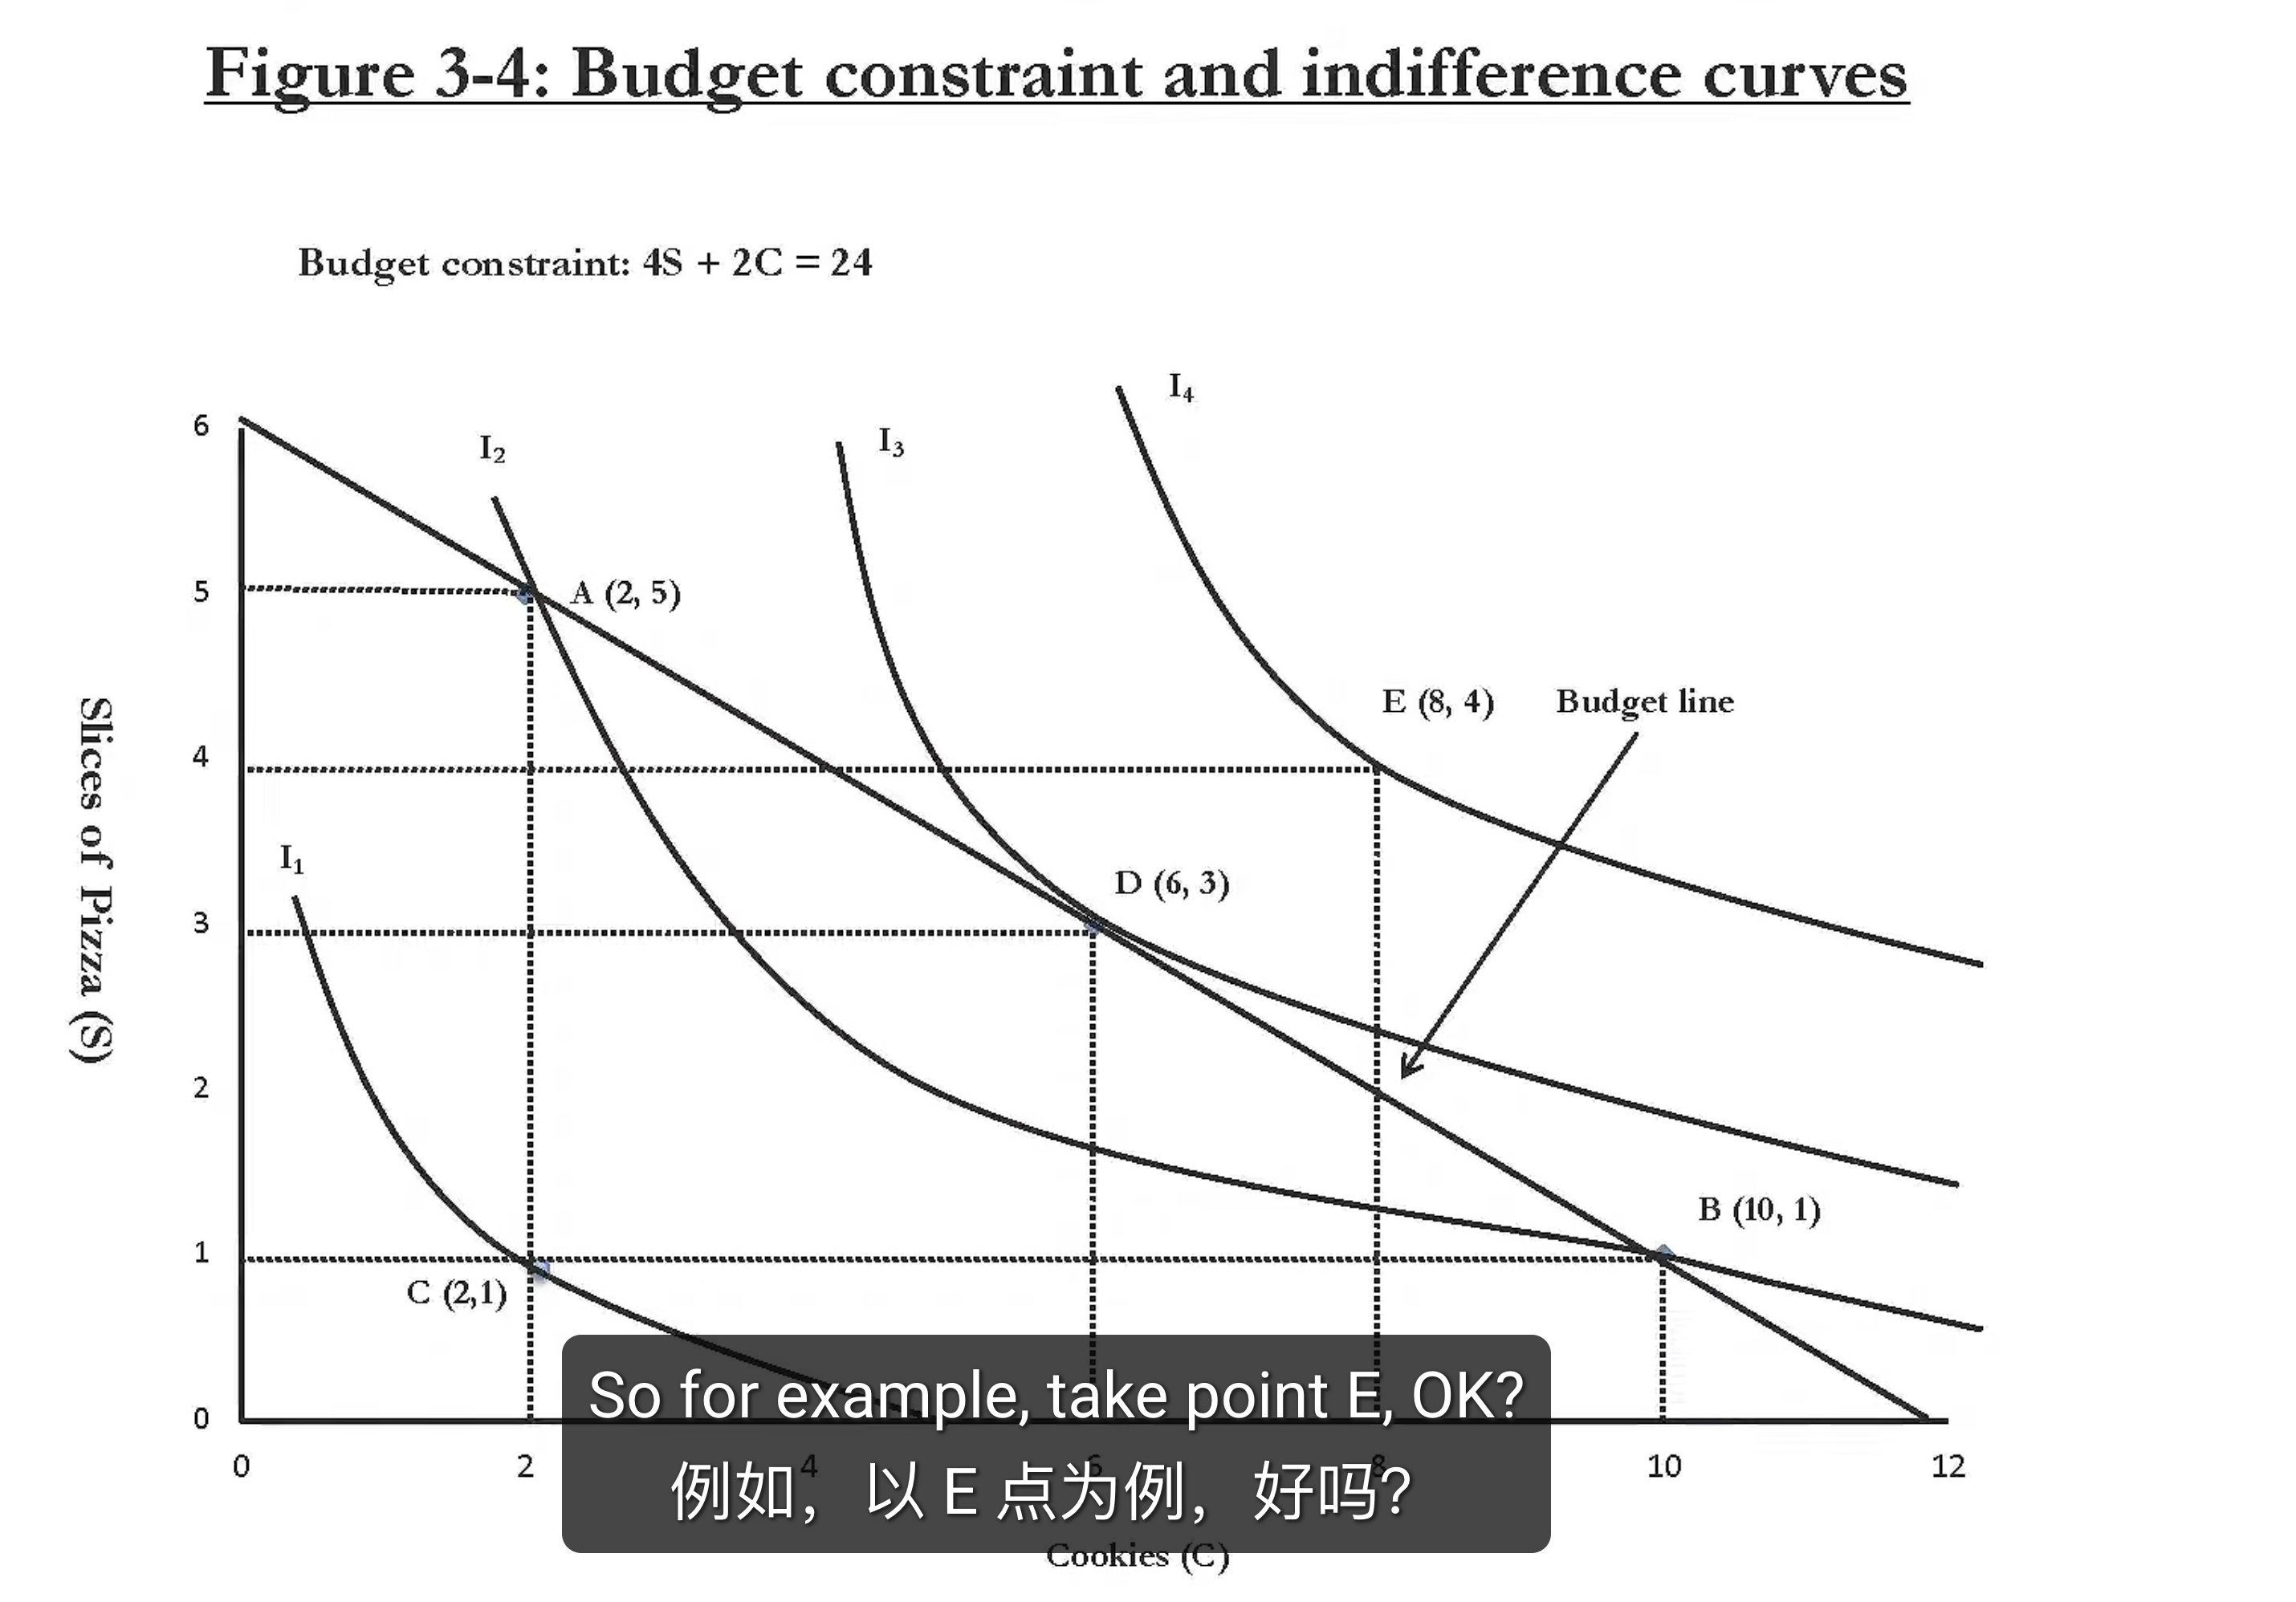 Figure 3-4: Budget constraint and indifference curves
Budget constraint: 4S + 2C = 24
I₄
I₃
I₂
6
5
A (2, 5)
E (8, 4)
Budget line
4
Slices of Pizza (S)
I₁
D (6, 3)
3
2
B (10, 1)
1
C (2,1)
So for example, take point E, OK?
例如，以 E 点为例，好吗？
0
0
2
4
6
8
10
12
Cookies (C)